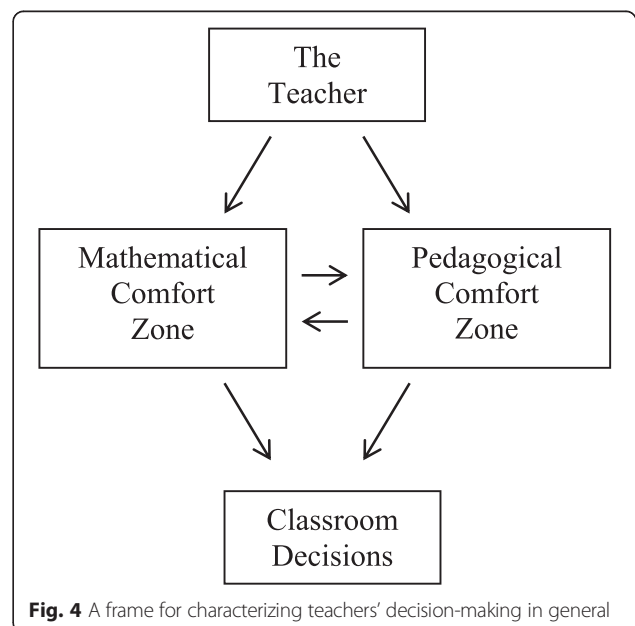 The
Teacher
Mathematical
Comfort
Zone
Pedagogical
Comfort
Zone
Classroom
Decisions
Fig. 4 A frame for characterizing teachers’ decision-making in general